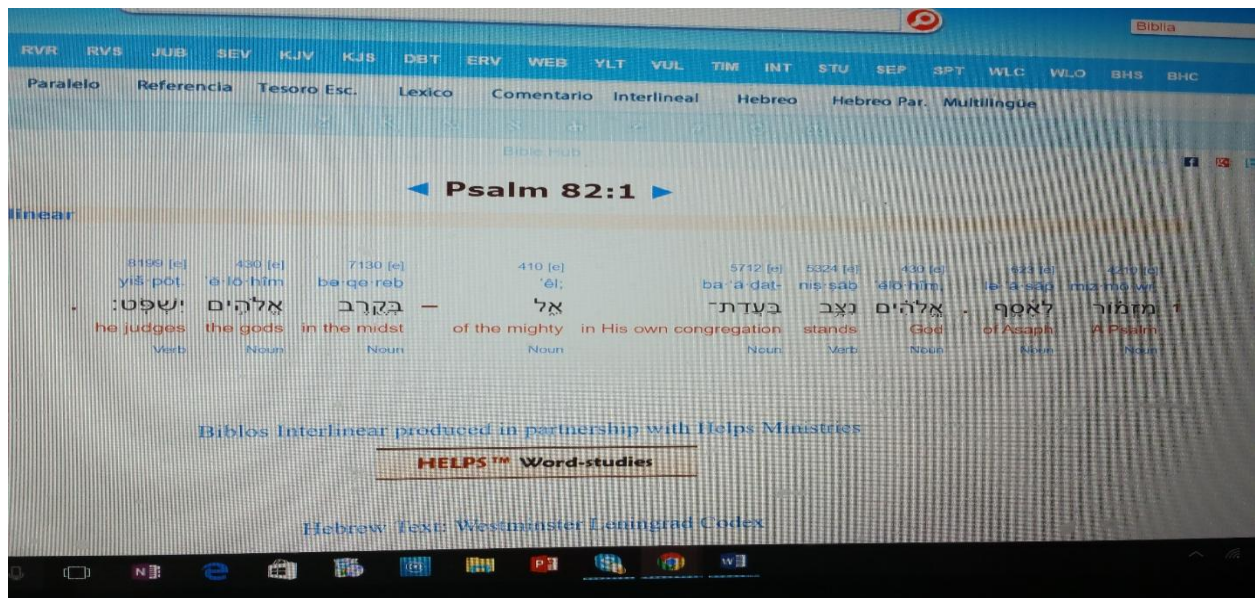 Biblia
RVR RVS JUB SEV KJV KJS DBT ERV WEB YLT VUL TIM INT STU SEP SPT WLC WLO BHS BHC
Paralelo Referencia Tesoro Esc. Lexico Comentario Interlineal Hebreo Hebreo Par. Multilingüe
Bible Hub
◄ Psalm 82:1 ►
linear
8199 [e] 430 [e] 7130 [e] 410 [e] 5712 [e] 5324 [e] 430 [e] 623 [e] 4210 [e]
yiš·pōṭ. ’ĕ·lō·hîm bə·qe·reḇ ’êl; ba·‘ă·ḏaṯ- niṣ·ṣāḇ ĕlō·hîm, lə·’ā·sāp̄ miz·mō·wr,
1 מִזְמ֗וֹר לְאָ֫סָ֥ף . אֱֽלֹהִ֗ים נִצָּ֥ב בַּעֲדַת־ אֵ֑ל – בְּקֶ֖רֶב אֱלֹהִ֣ים יִשְׁפֹּֽט׃ .
he judges the gods in the midst of the mighty in His own congregation stands God of Asaph A Psalm
Verb Noun Noun Noun Noun Verb Noun Noun Noun
Biblos Interlinear produced in partnership with Helps Ministries
HELPS™ Word-studies
Hebrew Text: Westminster Leningrad Codex